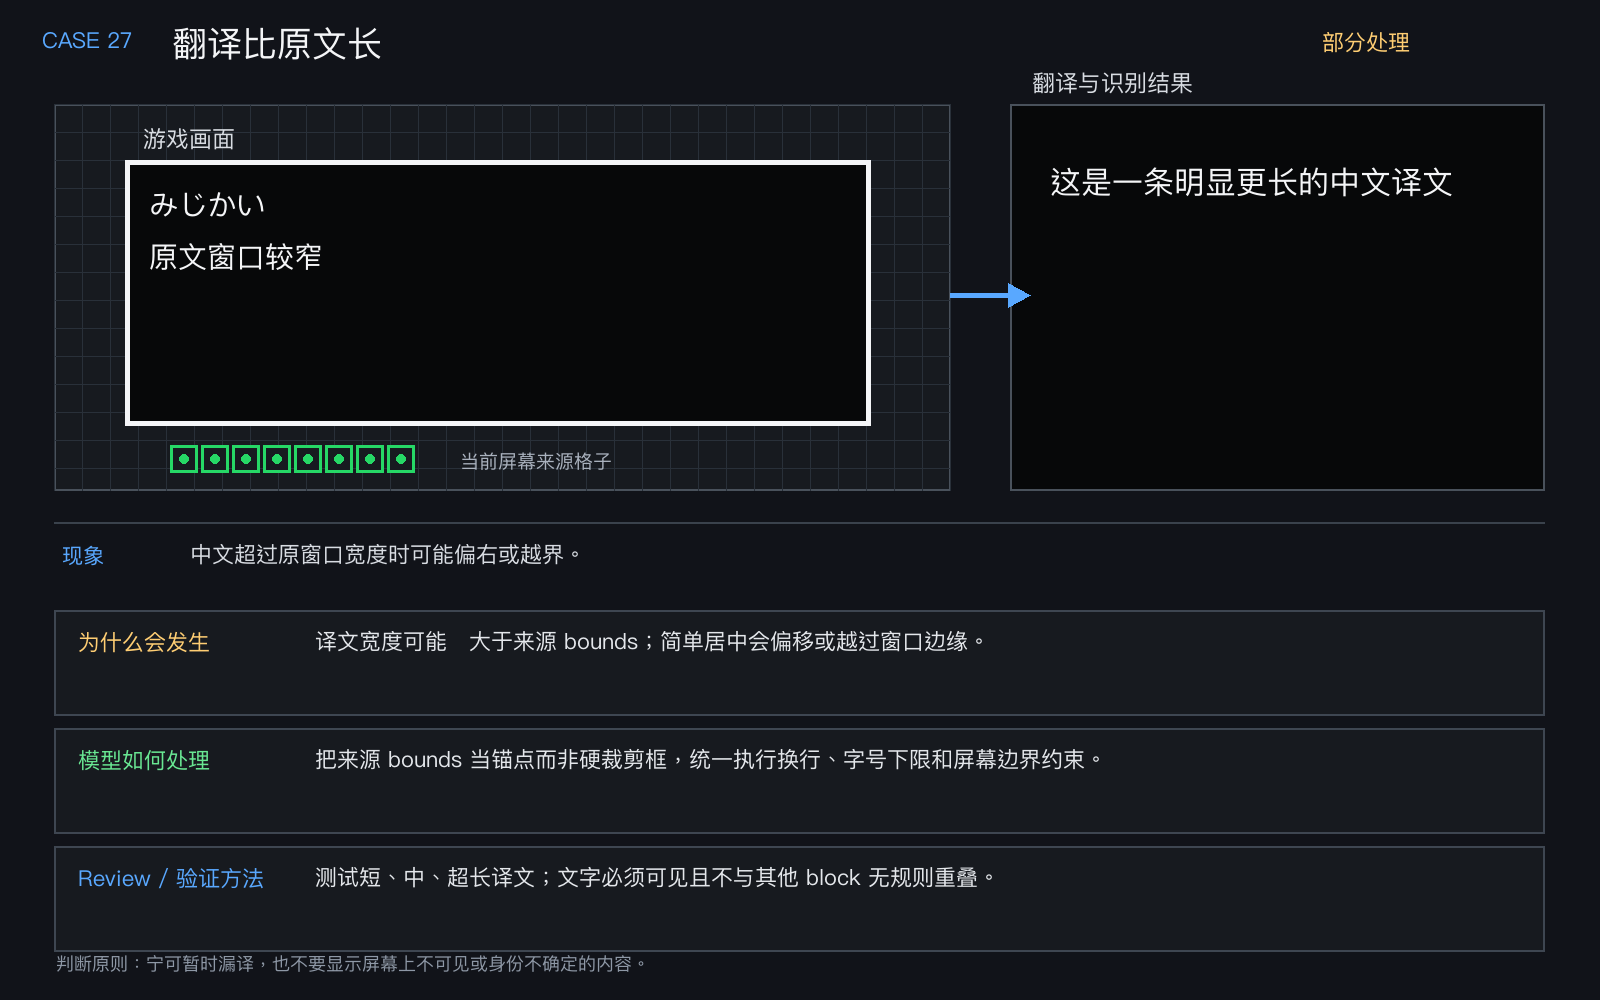 CASE 27
翻译比原文长
部分处理
翻译与识别结果
游戏画面
みじかい
原文窗口较窄
这是一条明显更长的中文译文
当前屏幕来源格子
现象
中文超过原窗口宽度时可能偏右或越界。
为什么会发生
译文宽度可能　大于来源 bounds；简单居中会偏移或越过窗口边缘。
模型如何处理
把来源 bounds 当锚点而非硬裁剪框，统一执行换行、字号下限和屏幕边界约束。
Review / 验证方法
测试短、中、超长译文；文字必须可见且不与其他 block 无规则重叠。
判断原则：宁可暂时漏译，也不要显示屏幕上不可见或身份不确定的内容。